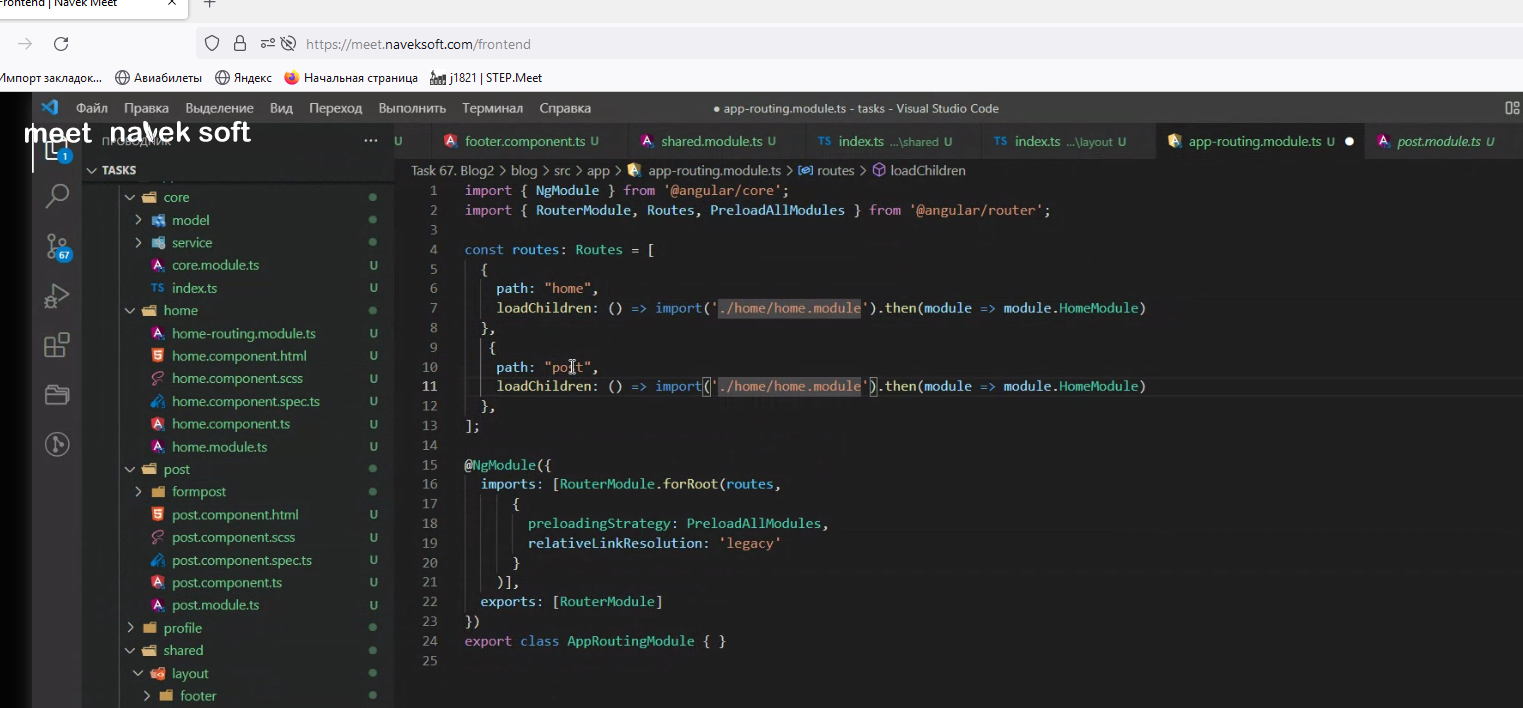 Frontend | Navek Meet
https://meet.naveksoft.com/frontend
Импорт закладок... Авиабилеты Яндекс Начальная страница j1821 | STEP.Meet
Файл Правка Выделение Вид Переход Выполнить Терминал Справка ● app-routing.module.ts - tasks - Visual Studio Code
meet navek soft
ПРОВОДНИК ... U footer.component.ts U shared.module.ts U TS index.ts ...\shared U TS index.ts ...\layout U app-routing.module.ts U post.module.ts U
1
TASKS
Task 67. Blog2 > blog > src > app > app-routing.module.ts > routes > loadChildren
core
model
service
core.module.ts U
TS index.ts U
home
home-routing.module.ts U
home.component.html U
home.component.scss U
home.component.spec.ts U
home.component.ts U
home.module.ts U
post
formpost
post.component.html U
post.component.scss U
post.component.spec.ts U
post.component.ts U
post.module.ts U
profile
shared
layout
footer
67
1 import { NgModule } from '@angular/core';
2 import { RouterModule, Routes, PreloadAllModules } from '@angular/router';
3
4 const routes: Routes = [
5 {
6 path: "home",
7 loadChildren: () => import('./home/home.module').then(module => module.HomeModule)
8 },
9 {
10 path: "post",
11 loadChildren: () => import('./home/home.module').then(module => module.HomeModule)
12 },
13 ];
14
15 @NgModule({
16 imports: [RouterModule.forRoot(routes,
17 {
18 preloadingStrategy: PreloadAllModules,
19 relativeLinkResolution: 'legacy'
20 }
21 )],
22 exports: [RouterModule]
23 })
24 export class AppRoutingModule { }
25